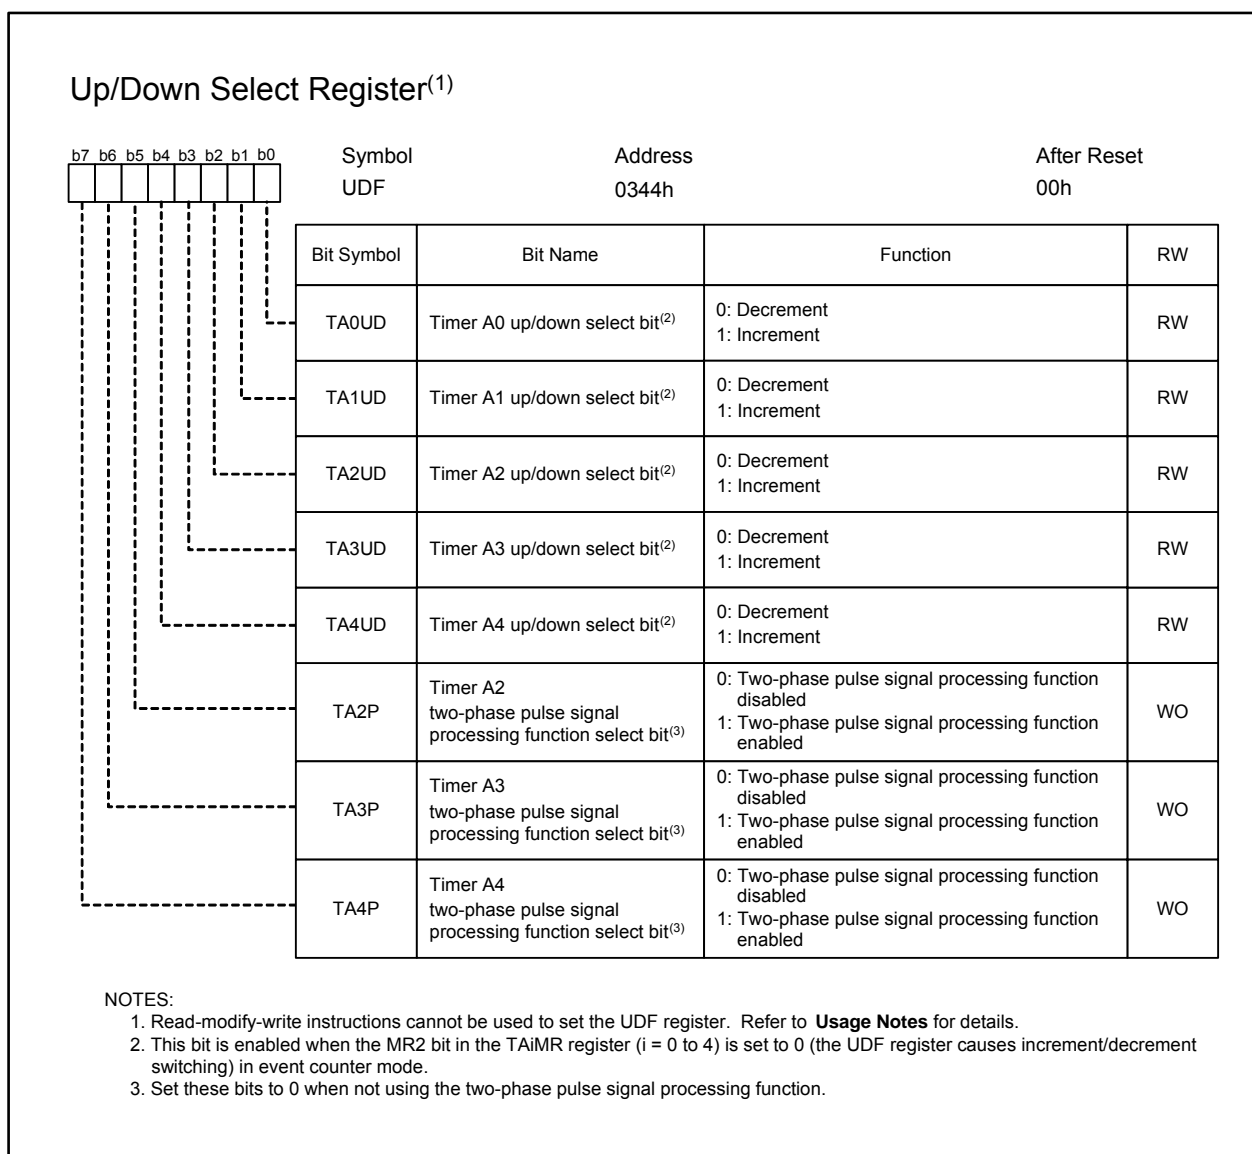 Up/Down Select Register(1)
b7 b6 b5 b4 b3 b2 b1 b0
Symbol Address After Reset
UDF 0344h 00h
Bit Symbol Bit Name Function RW
TA0UD Timer A0 up/down select bit(2) 0: Decrement
1: Increment RW
TA1UD Timer A1 up/down select bit(2) 0: Decrement
1: Increment RW
TA2UD Timer A2 up/down select bit(2) 0: Decrement
1: Increment RW
TA3UD Timer A3 up/down select bit(2) 0: Decrement
1: Increment RW
TA4UD Timer A4 up/down select bit(2) 0: Decrement
1: Increment RW
TA2P
Timer A2
two-phase pulse signal
processing function select bit(3)
0: Two-phase pulse signal processing function
disabled
1: Two-phase pulse signal processing function
enabled
WO
TA3P
Timer A3
two-phase pulse signal
processing function select bit(3)
0: Two-phase pulse signal processing function
disabled
1: Two-phase pulse signal processing function
enabled
WO
TA4P
Timer A4
two-phase pulse signal
processing function select bit(3)
0: Two-phase pulse signal processing function
disabled
1: Two-phase pulse signal processing function
enabled
WO
NOTES:
1. Read-modify-write instructions cannot be used to set the UDF register. Refer to Usage Notes for details.
2. This bit is enabled when the MR2 bit in the TAiMR register (i = 0 to 4) is set to 0 (the UDF register causes increment/decrement
switching) in event counter mode.
3. Set these bits to 0 when not using the two-phase pulse signal processing function.